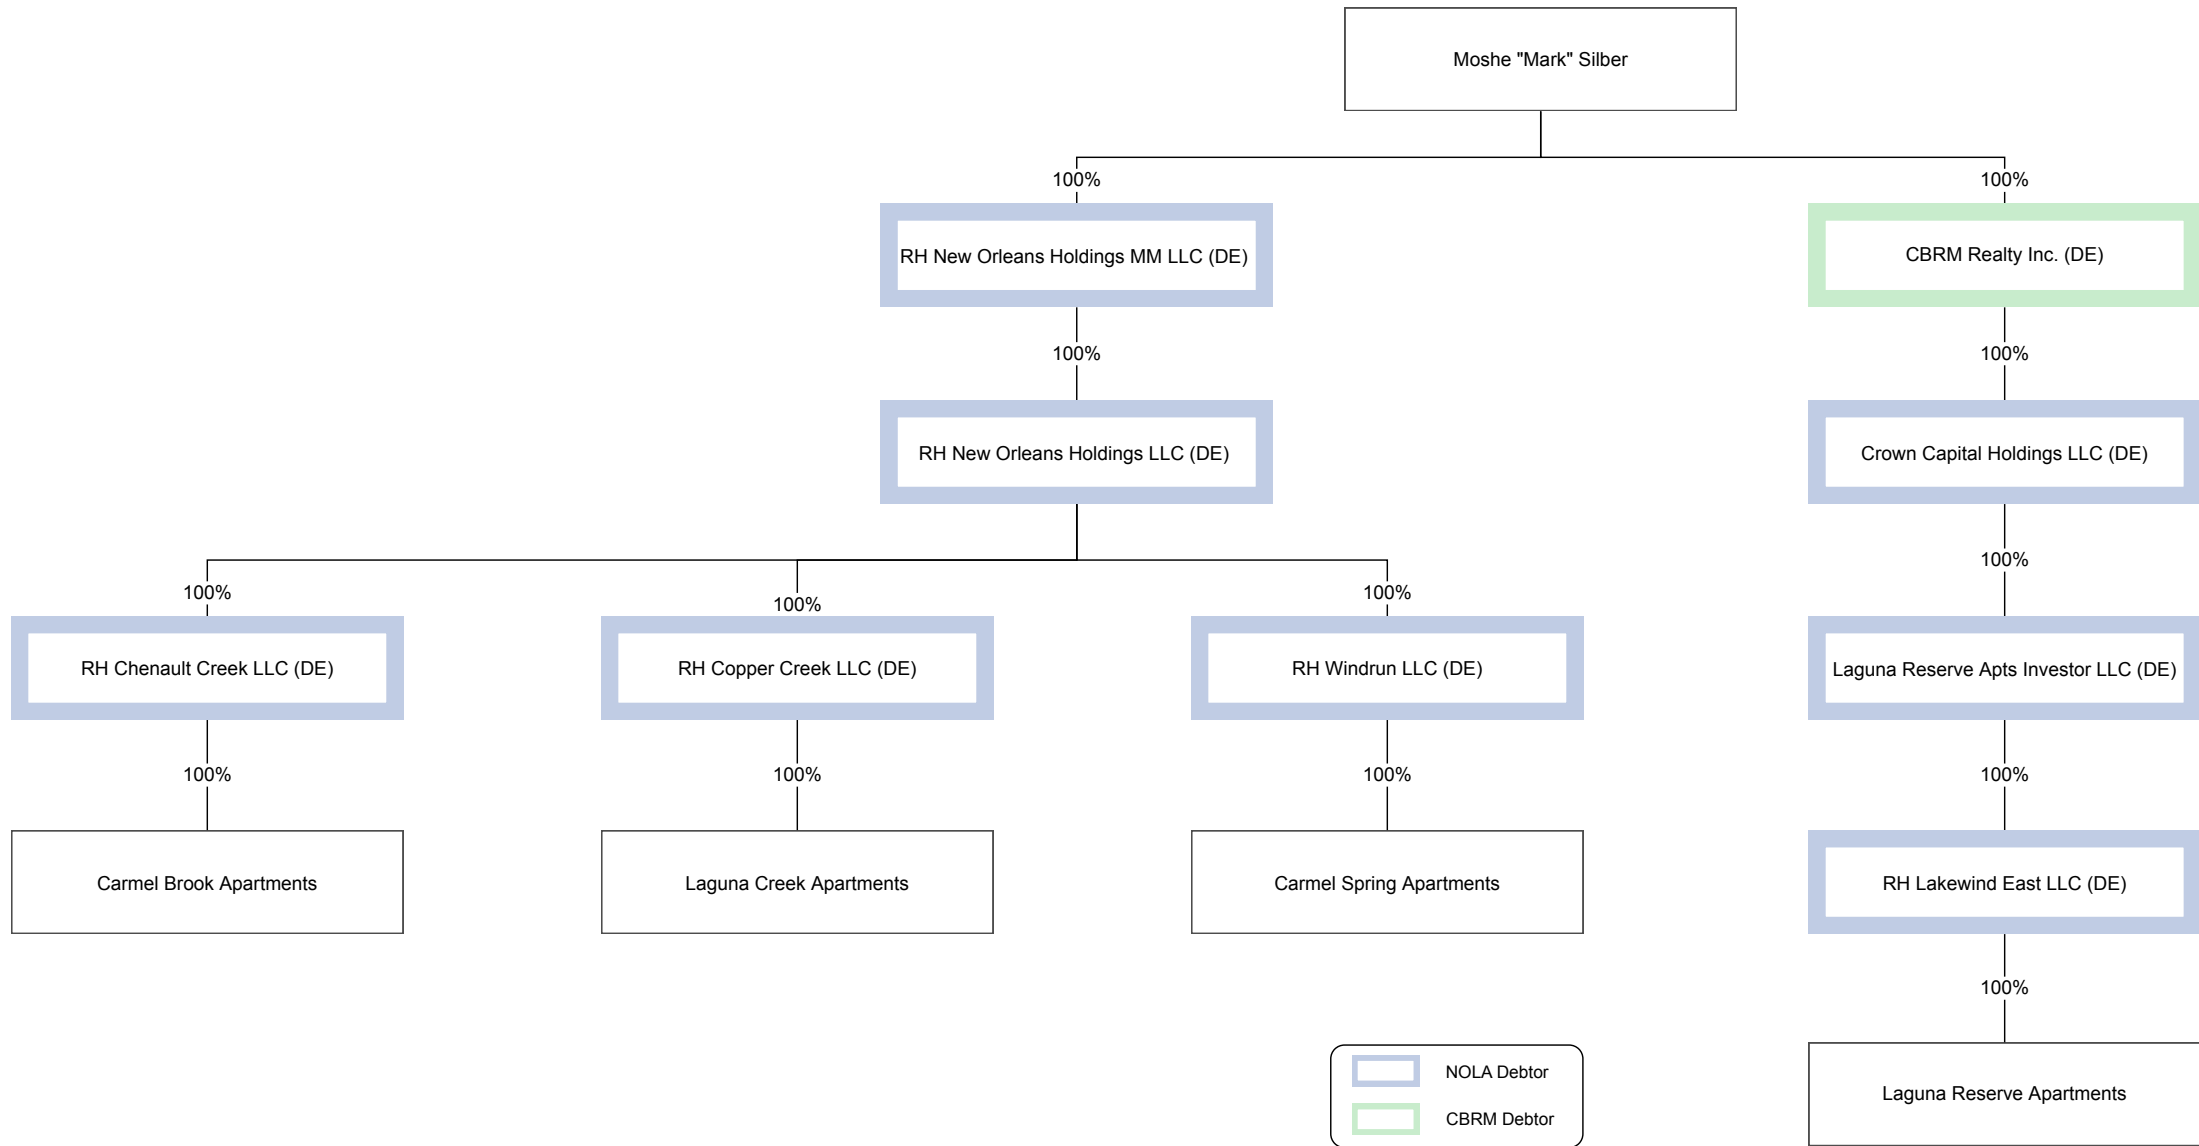 Moshe "Mark" Silber
100%
100%
RH New Orleans Holdings MM LLC (DE)
CBRM Realty Inc. (DE)
100%
100%
RH New Orleans Holdings LLC (DE)
Crown Capital Holdings LLC (DE)
100%
100%
100%
100%
100%
RH Chenault Creek LLC (DE)
RH Copper Creek LLC (DE)
RH Windrun LLC (DE)
Laguna Reserve Apts Investor LLC (DE)
100%
100%
100%
100%
Carmel Brook Apartments
Laguna Creek Apartments
Carmel Spring Apartments
RH Lakewind East LLC (DE)
100%
NOLA Debtor
CBRM Debtor
Laguna Reserve Apartments